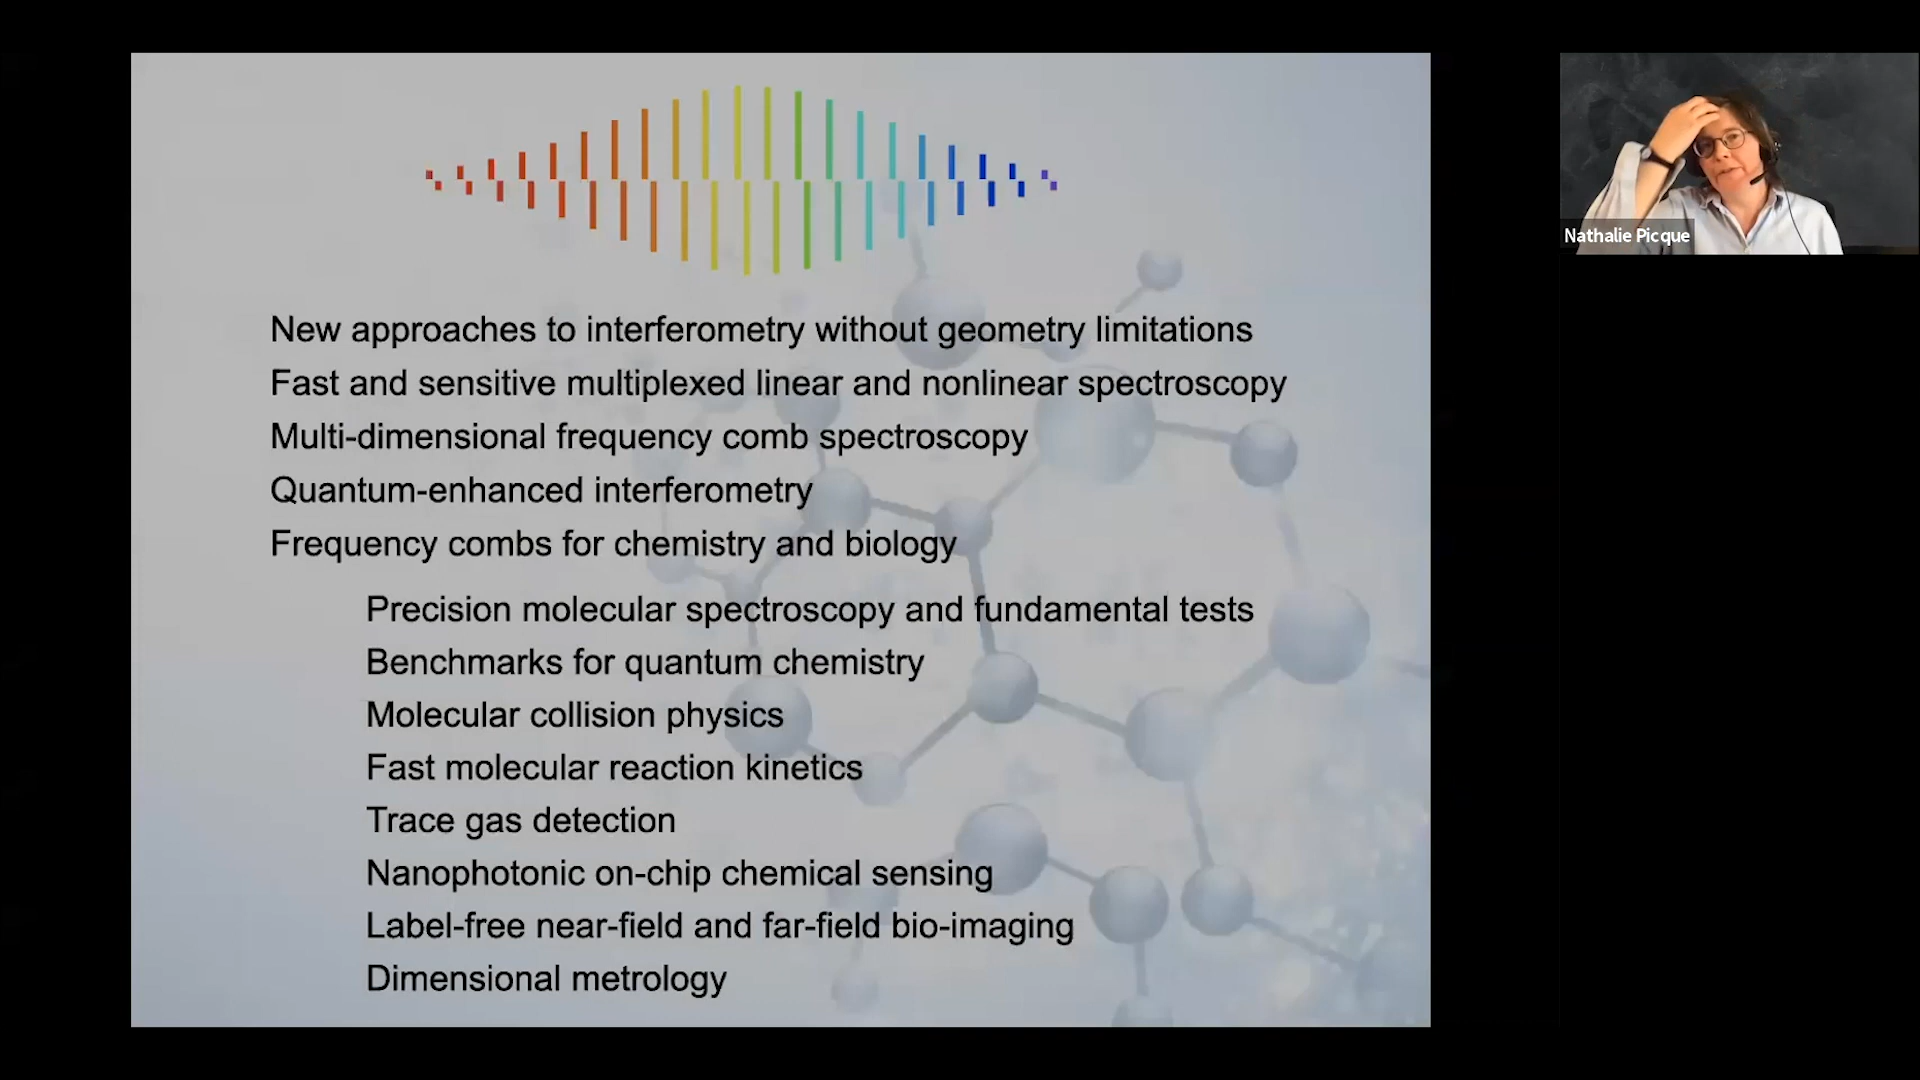 New approaches to interferometry without geometry limitations
Fast and sensitive multiplexed linear and nonlinear spectroscopy
Multi-dimensional frequency comb spectroscopy
Quantum-enhanced interferometry
Frequency combs for chemistry and biology
Precision molecular spectroscopy and fundamental tests
Benchmarks for quantum chemistry
Molecular collision physics
Fast molecular reaction kinetics
Trace gas detection
Nanophotonic on-chip chemical sensing
Label-free near-field and far-field bio-imaging
Dimensional metrology
Nathalie Picque